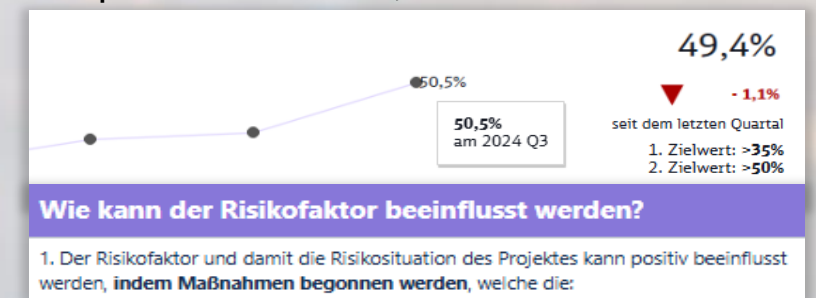 49,4%
50,5%
- 1,1%
50,5%
am 2024 Q3
seit dem letzten Quartal
1. Zielwert: >35%
2. Zielwert: >50%
Wie kann der Risikofaktor beeinflusst werden?
1. Der Risikofaktor und damit die Risikosituation des Projektes kann positiv beeinflusst
werden, indem Maßnahmen begonnen werden, welche die: